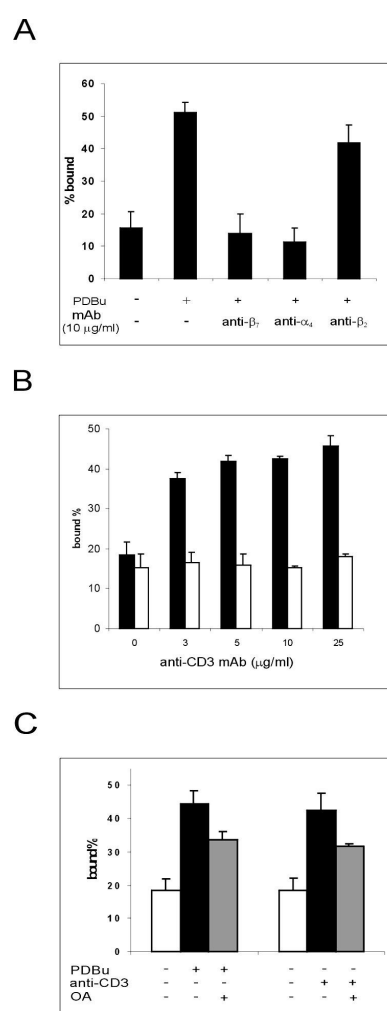 A
60
50
40
30
20
10
0
% bound
PDBu - + + + +
mAb - - anti-β7 anti-α4 anti-β2
(10 μg/ml)
B
50
40
30
20
10
0
bound %
0 3 5 10 25
anti-CD3 mAb (μg/ml)
C
50
40
30
20
10
0
bound%
PDBu - + + - - -
anti-CD3 - - - - + +
OA - - + - - +